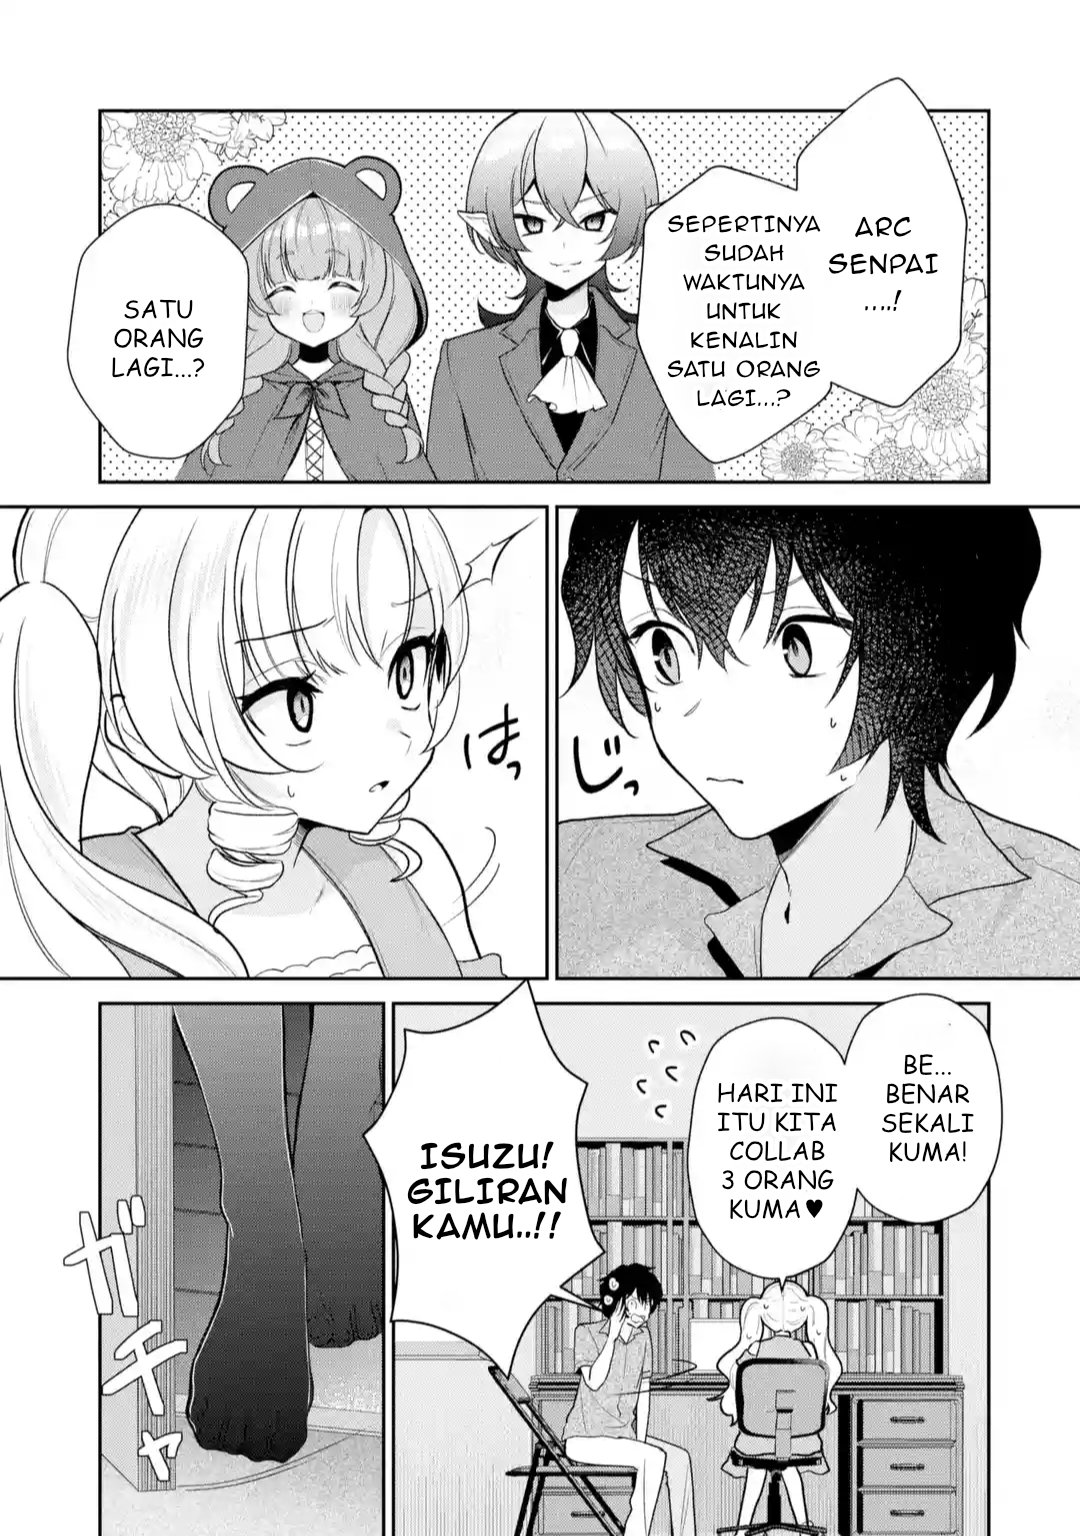 ARC
SENPAI
....!
SEPERTINYA
SUDAH
WAKTUNYA
UNTUK
KENALIN
SATU ORANG
LAGI...?
SATU
ORANG
LAGI...?
じっ
はっ
BE...
BENAR
SEKALI
KUMA!
HARI INI
ITU KITA
COLLAB
3 ORANG
KUMA♥
ISUZU!
GILIRAN
KAMU..!!
ガチャ